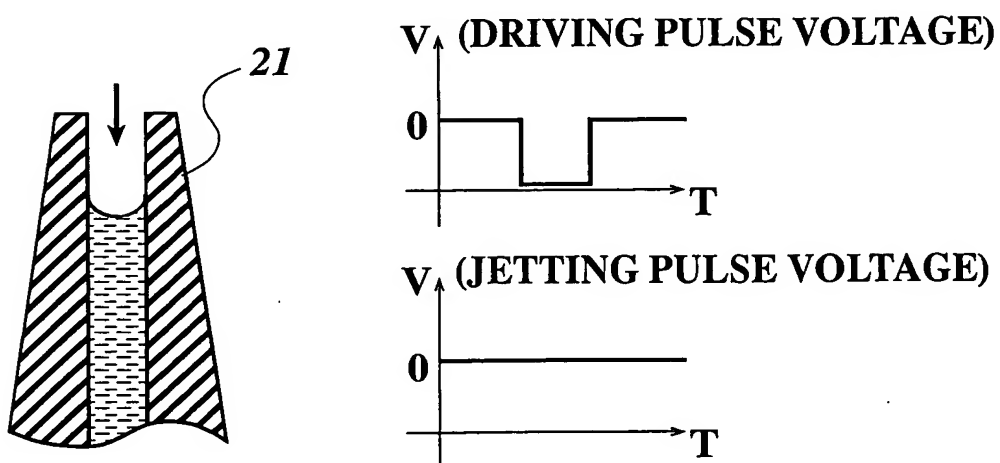 21
V (DRIVING PULSE VOLTAGE)
0
T
V (JETTING PULSE VOLTAGE)
0
T